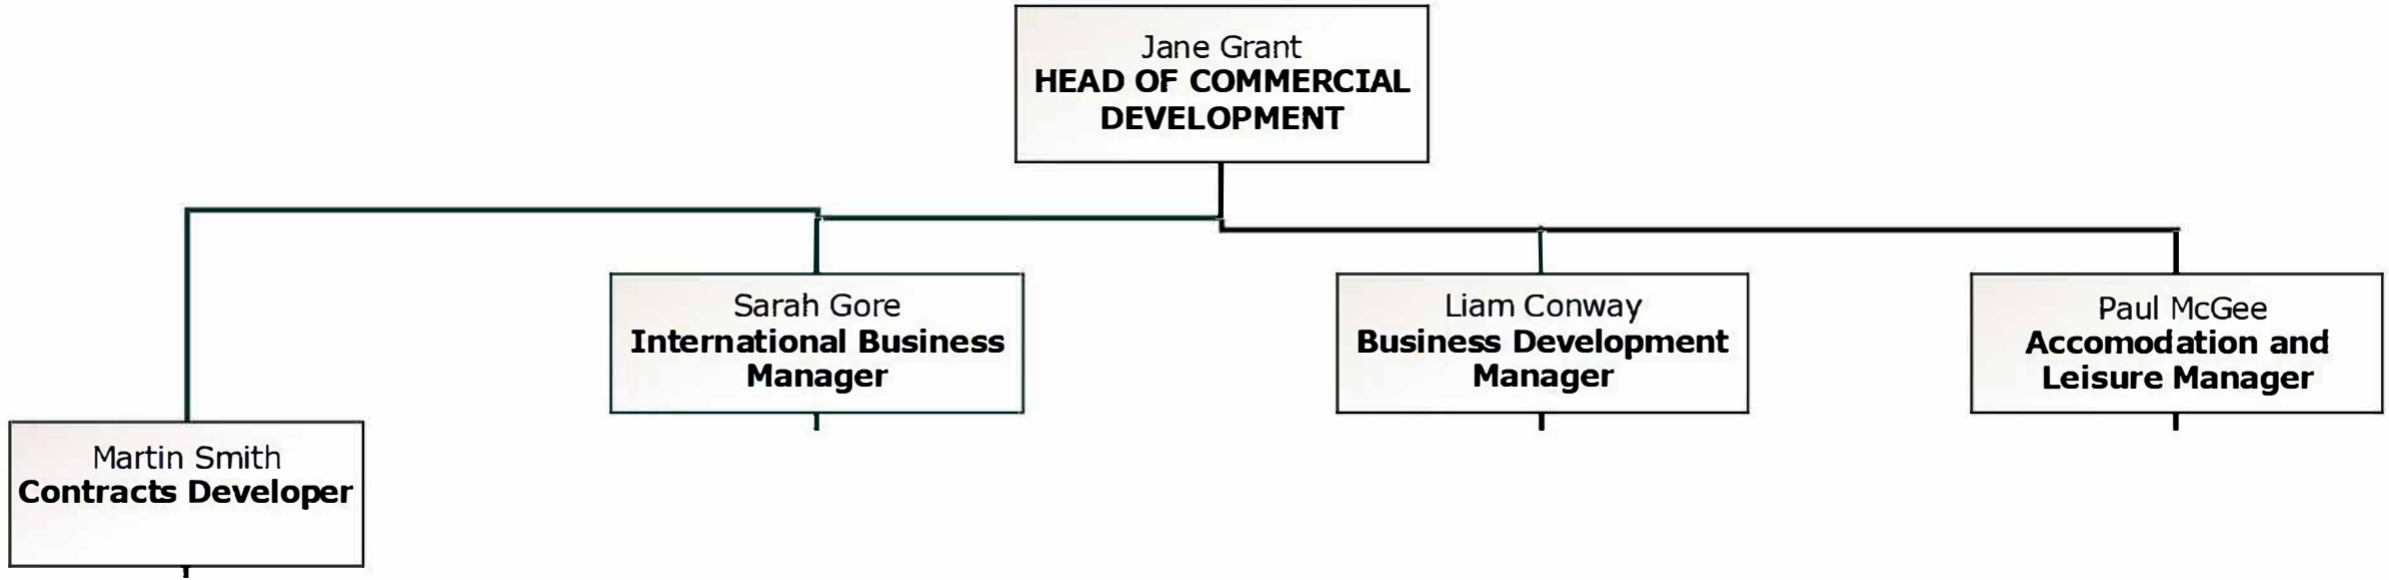 Jane Grant
HEAD OF COMMERCIAL
DEVELOPMENT
Sarah Gore
International Business
Manager
Liam Conway
Business Development
Manager
Paul McGee
Accomodation and
Leisure Manager
Martin Smith
Contracts Developer